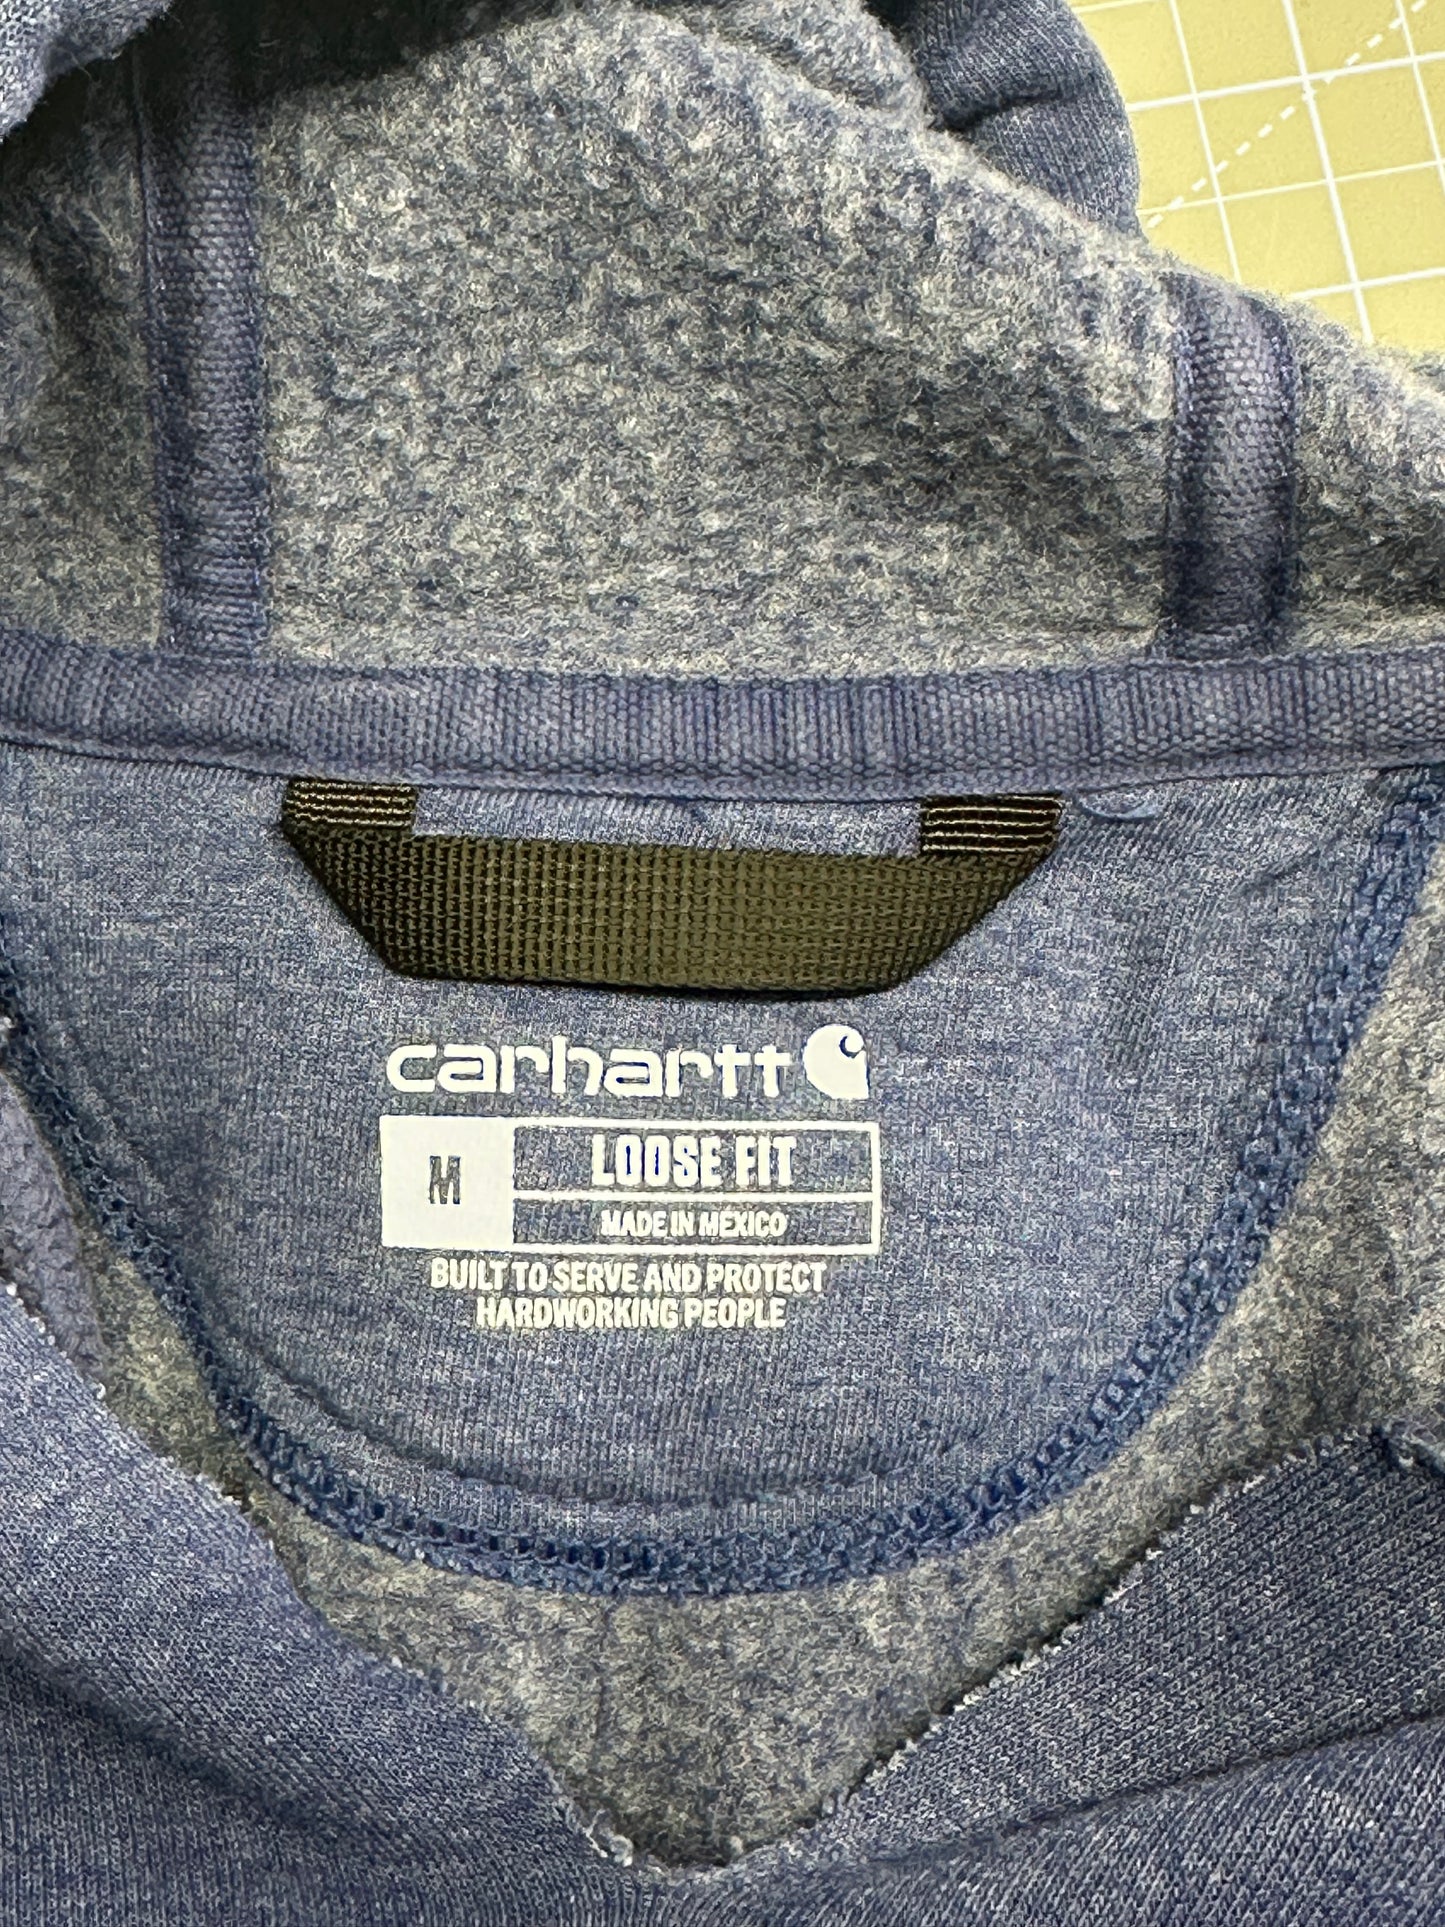 carhartt
M
LOOSE FIT
MADE IN MEXICO
BUILT TO SERVE AND PROTECT
HARDWORKING PEOPLE